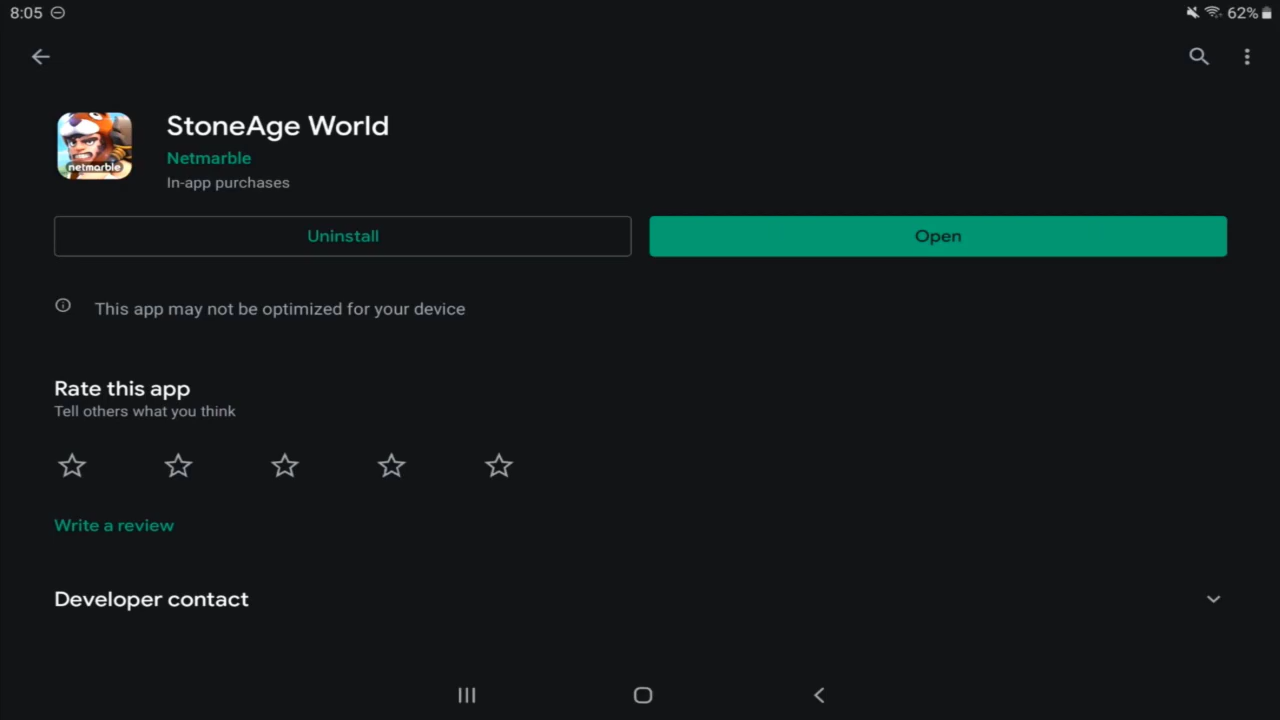 8:05
62%
StoneAge World
netmarble
Netmarble
In-app purchases
Uninstall
Open
This app may not be optimized for your device
Rate this app
Tell others what you think
Write a review
Developer contact